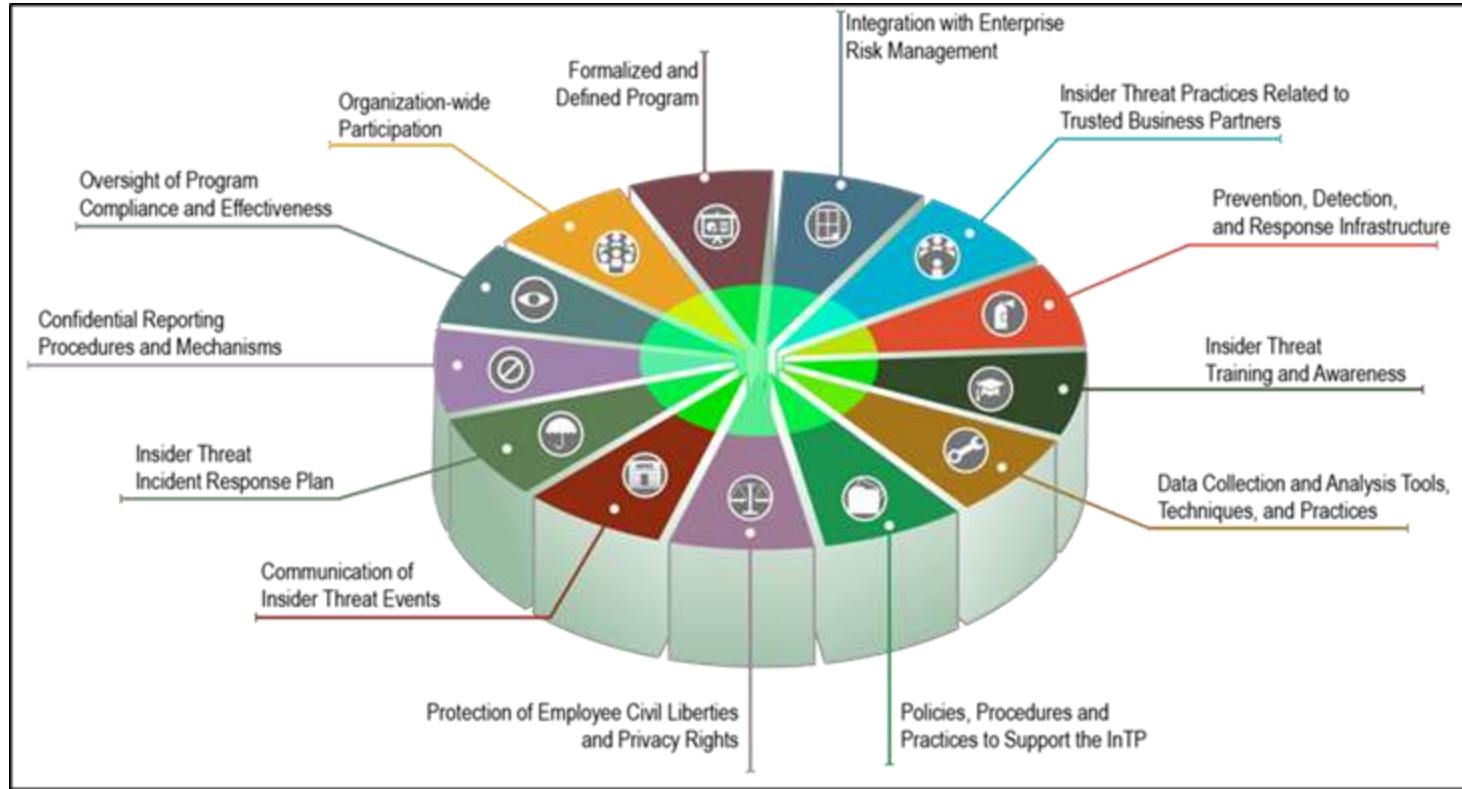 Integration with Enterprise
Risk Management
Formalized and
Defined Program
Organization-wide
Participation
Insider Threat Practices Related to
Trusted Business Partners
Oversight of Program
Compliance and Effectiveness
Prevention, Detection,
and Response Infrastructure
Confidential Reporting
Procedures and Mechanisms
Insider Threat
Training and Awareness
Insider Threat
Incident Response Plan
Data Collection and Analysis Tools,
Techniques, and Practices
Communication of
Insider Threat Events
Protection of Employee Civil Liberties
and Privacy Rights
Policies, Procedures and
Practices to Support the InTP